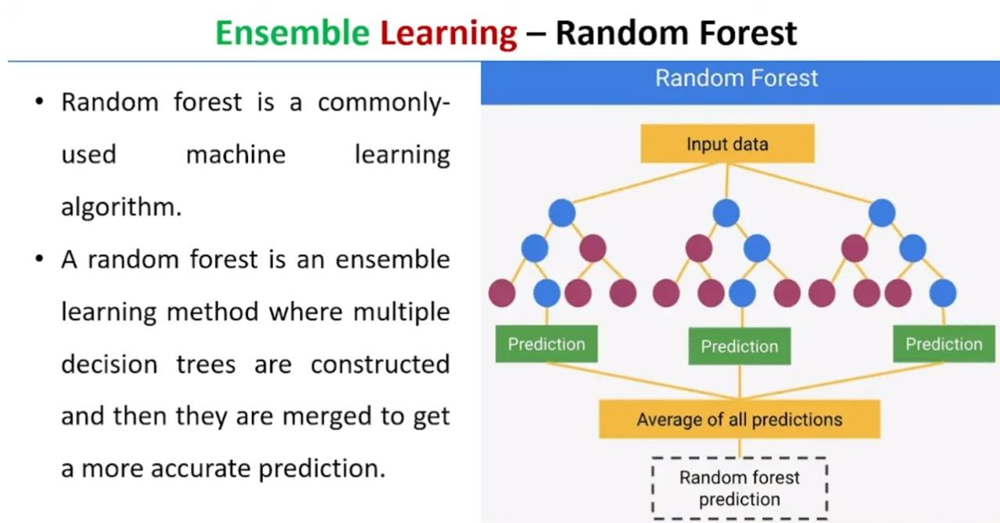 Ensemble Learning – Random Forest
• Random forest is a commonly-
used machine learning
algorithm.
• A random forest is an ensemble
learning method where multiple
decision trees are constructed
and then they are merged to get
a more accurate prediction.
Random Forest
Input data
Prediction
Prediction
Prediction
Average of all predictions
Random forest
prediction